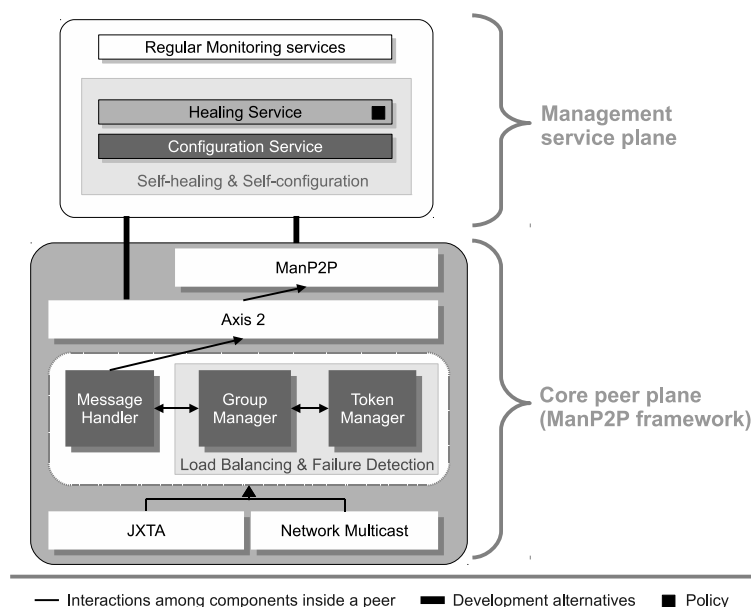 Regular Monitoring services
Healing Service
Configuration Service
Self-healing & Self-configuration
Management
service plane
ManP2P
Axis 2
Message
Handler
Group
Manager
Token
Manager
Load Balancing & Failure Detection
JXTA
Network Multicast
Core peer plane
(ManP2P framework)
Interactions among components inside a peer
Development alternatives
Policy